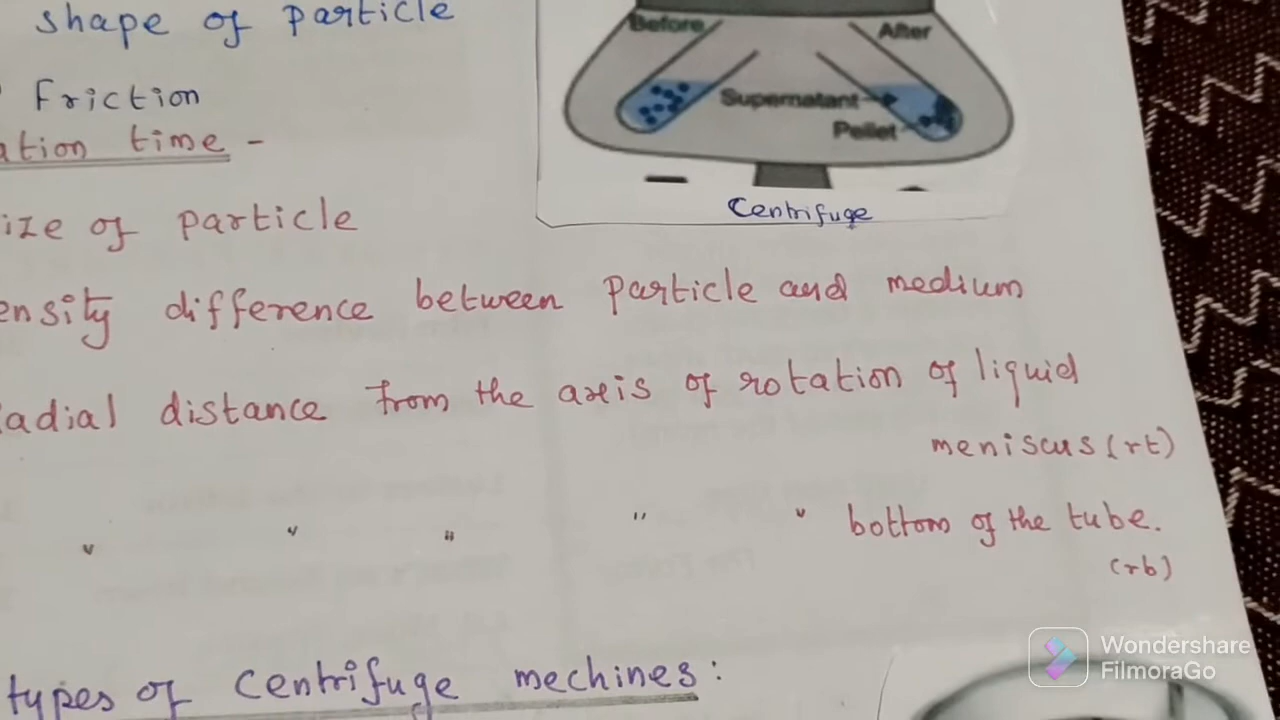 shape of particle
Friction
ation time -
ize of particle
ensity difference between particle and medium
adial distance from the axis of rotation of liquid
meniscus (rt)
" " " " " bottom of the tube.
(rb)
types of centrifuge mechines:
Before
After
Supernatant
Pellet
Centrifuge
Wondershare
FilmoraGo